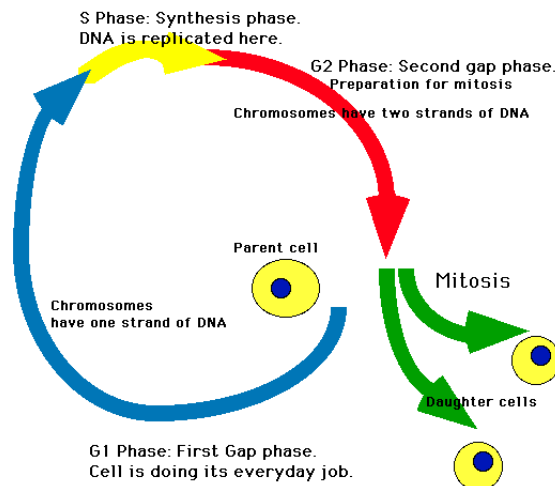 S Phase: Synthesis phase.
DNA is replicated here.
G2 Phase: Second gap phase.
Preparation for mitosis
Chromosomes have two strands of DNA
Parent cell
Mitosis
Chromosomes
have one strand of DNA
Daughter cells
G1 Phase: First Gap phase.
Cell is doing its everyday job.